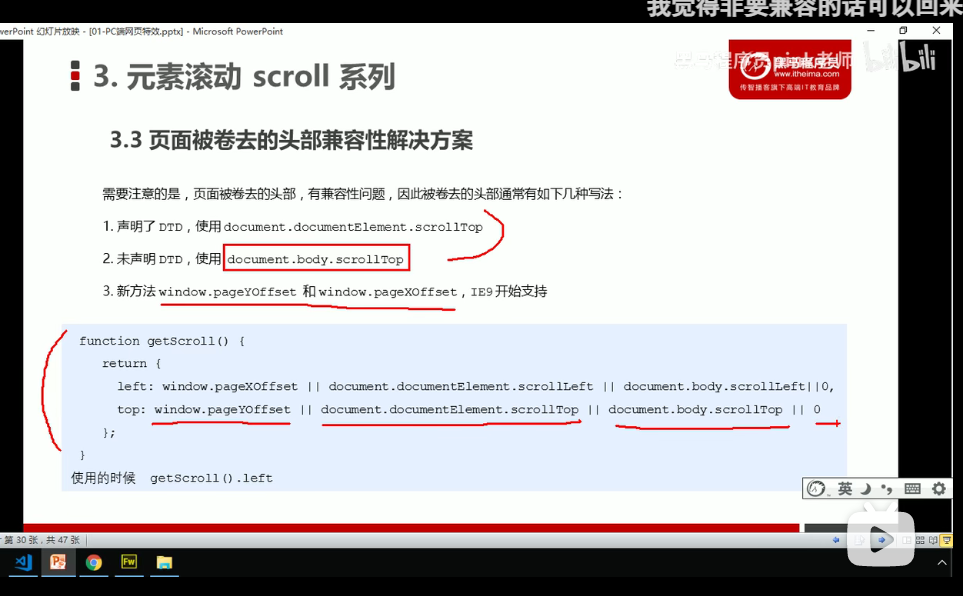 我觉得非要兼容的话可以回来
werPoint 幻灯片放映 - [01-PC端网页特效.pptx] - Microsoft PowerPoint
3. 元素滚动 scroll 系列
黑马程序员pink老师
bilibili
www.itheima.com
传智播客旗下高端IT教育品牌
3.3 页面被卷去的头部兼容性解决方案
需要注意的是，页面被卷去的头部，有兼容性问题，因此被卷去的头部通常有如下几种写法：
1. 声明了 DTD，使用 document.documentElement.scrollTop
2. 未声明 DTD，使用 document.body.scrollTop
3. 新方法 window.pageYOffset 和 window.pageXOffset，IE9 开始支持
function getScroll() {
return {
left: window.pageXOffset || document.documentElement.scrollLeft || document.body.scrollLeft||0,
top: window.pageYOffset || document.documentElement.scrollTop || document.body.scrollTop || 0
};
}
使用的时候 getScroll().left
英
第 30 张，共 47 张
Fw